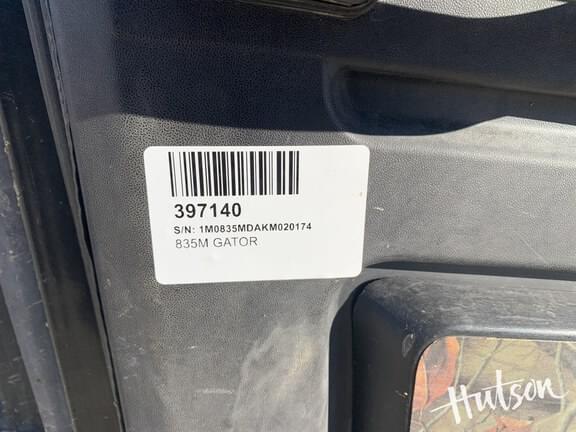 397140
S/N: 1M0835MDAKM020174
835M GATOR
Hutson